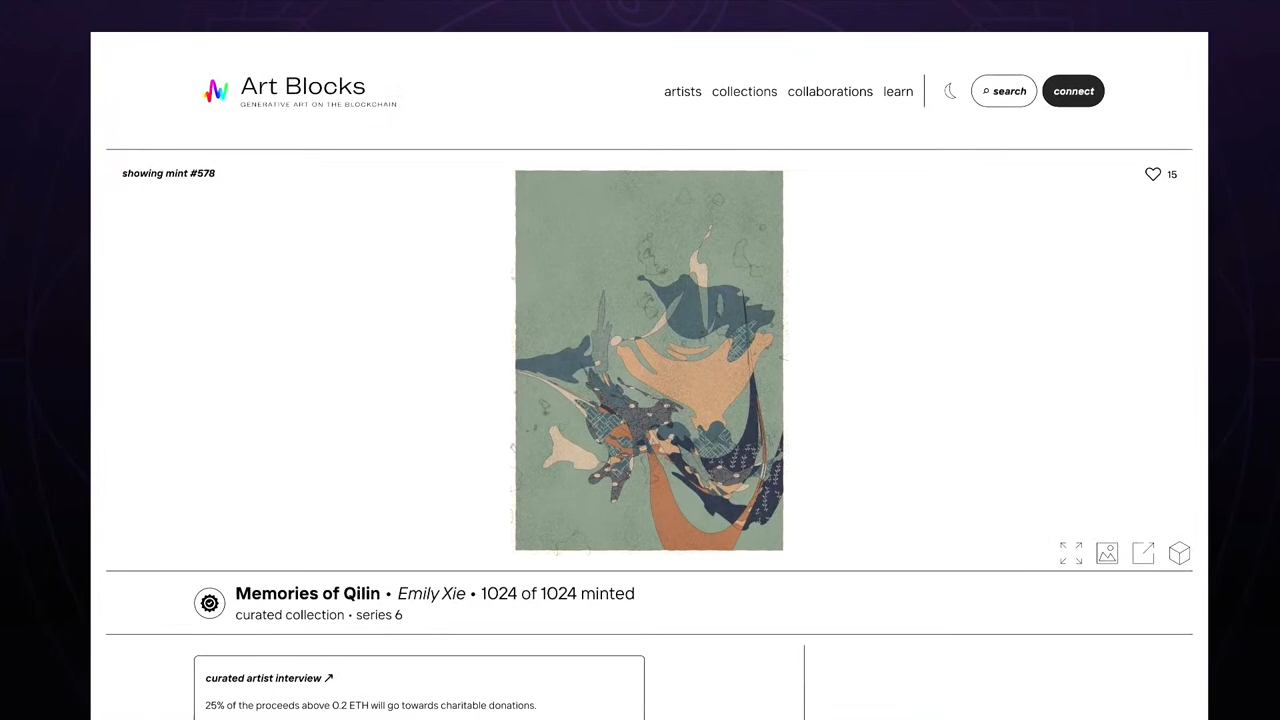 Art Blocks
GENERATIVE ART ON THE BLOCKCHAIN
artists collections collaborations learn
search
connect
showing mint #578
15
Memories of Qilin • Emily Xie • 1024 of 1024 minted
curated collection • series 6
curated artist interview ↗
25% of the proceeds above 0.2 ETH will go towards charitable donations.